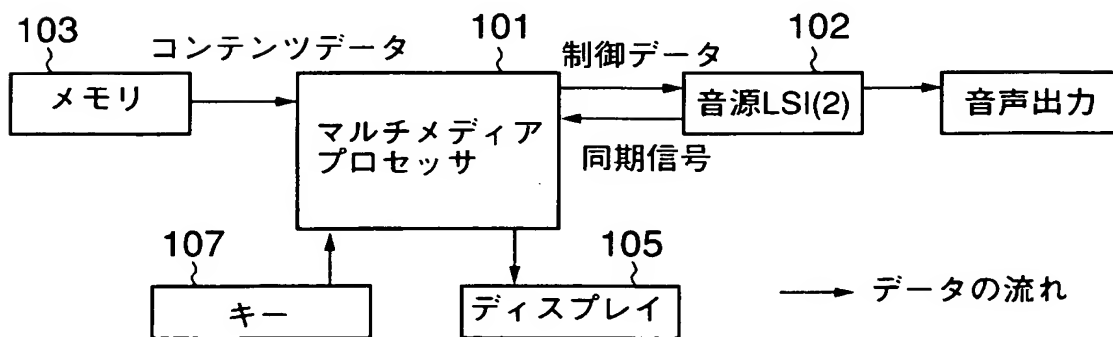 103
コンテンツデータ
101
制御データ
102
メモリ
マルチメディア
プロセッサ
音源LSI(2)
音声出力
同期信号
107
105
キー
ディスプレイ
データの流れ